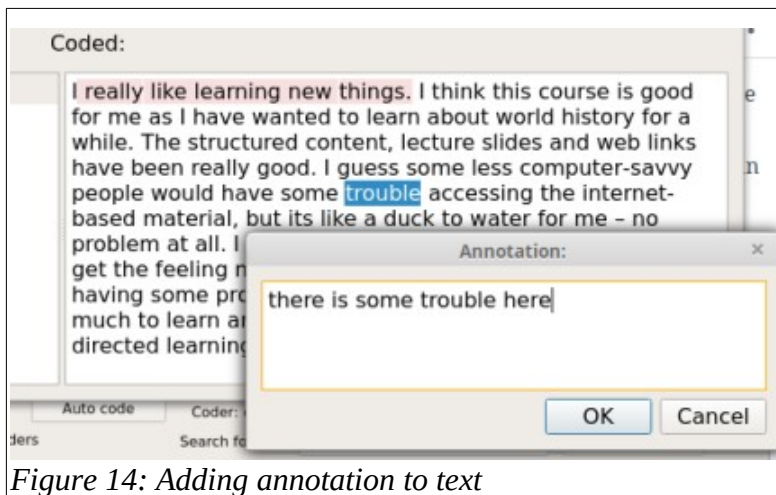 Coded:
I really like learning new things. I think this course is good
for me as I have wanted to learn about world history for a
while. The structured content, lecture slides and web links
have been really good. I guess some less computer-savvy
people would have some trouble accessing the internet-
based material, but its like a duck to water for me – no
problem at all. I
get the feeling
having some
much to learn
directed learning
Annotation:
there is some trouble here
OK Cancel
Auto code Coder:
Search
Figure 14: Adding annotation to text